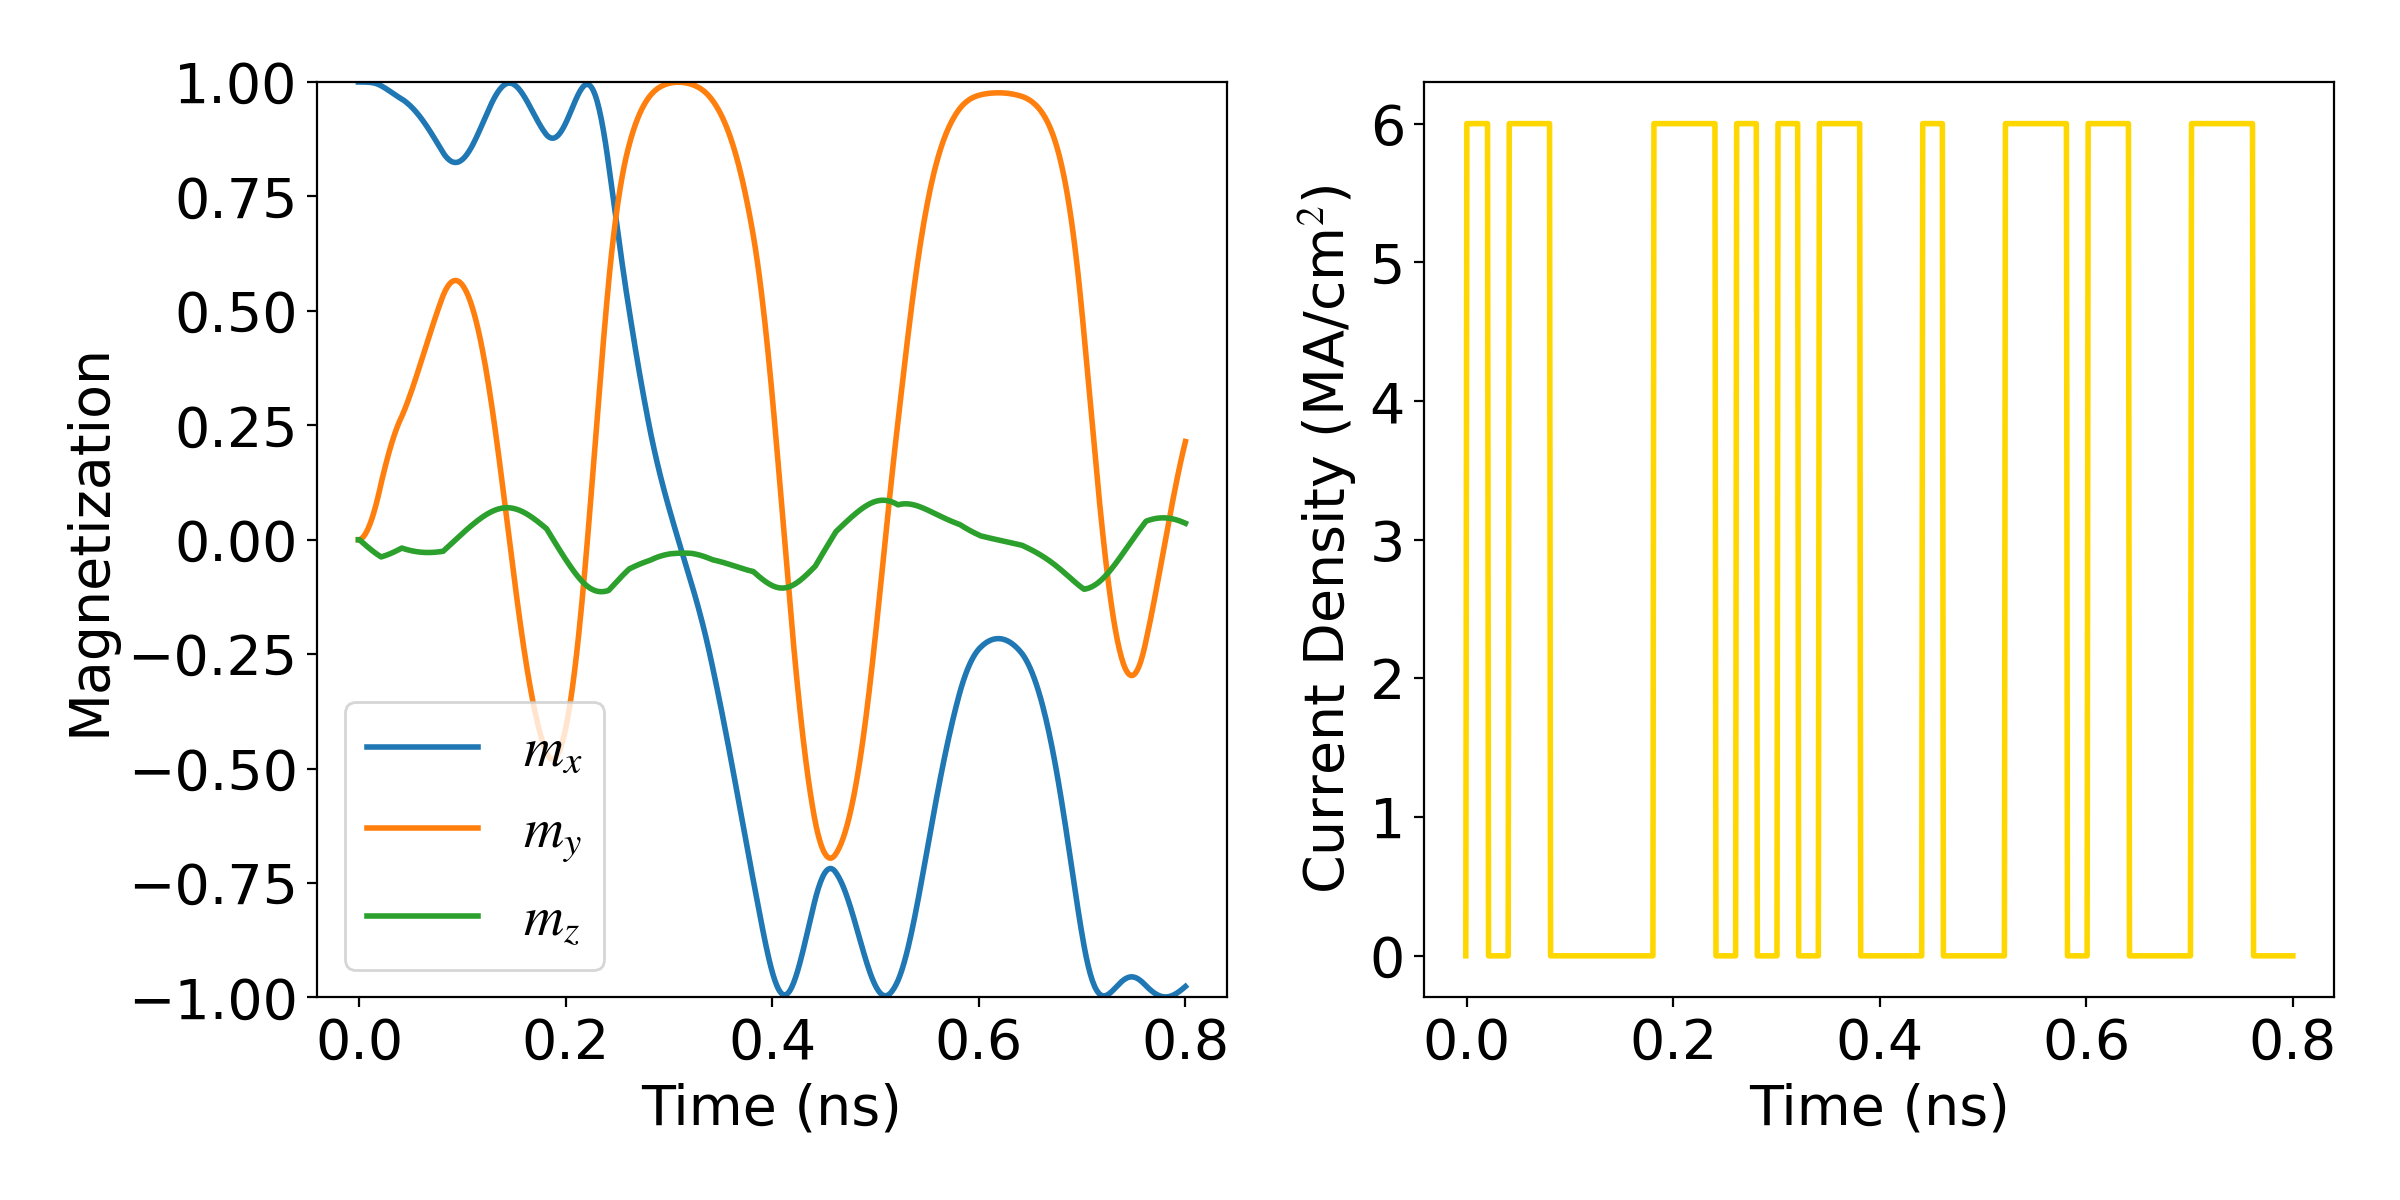 1.00
0.75
0.50
0.25
0.00
−0.25
−0.50
−0.75
−1.00
Magnetization
0.0 0.2 0.4 0.6 0.8
Time (ns)
m_x
m_y
m_z
6
5
4
3
2
1
0
Current Density (MA/cm²)
0.0 0.2 0.4 0.6 0.8
Time (ns)